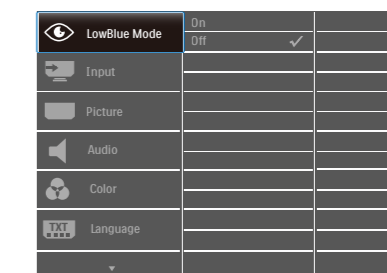 LowBlue Mode
On
Off
Input
Picture
Audio
Color
TXT
Language